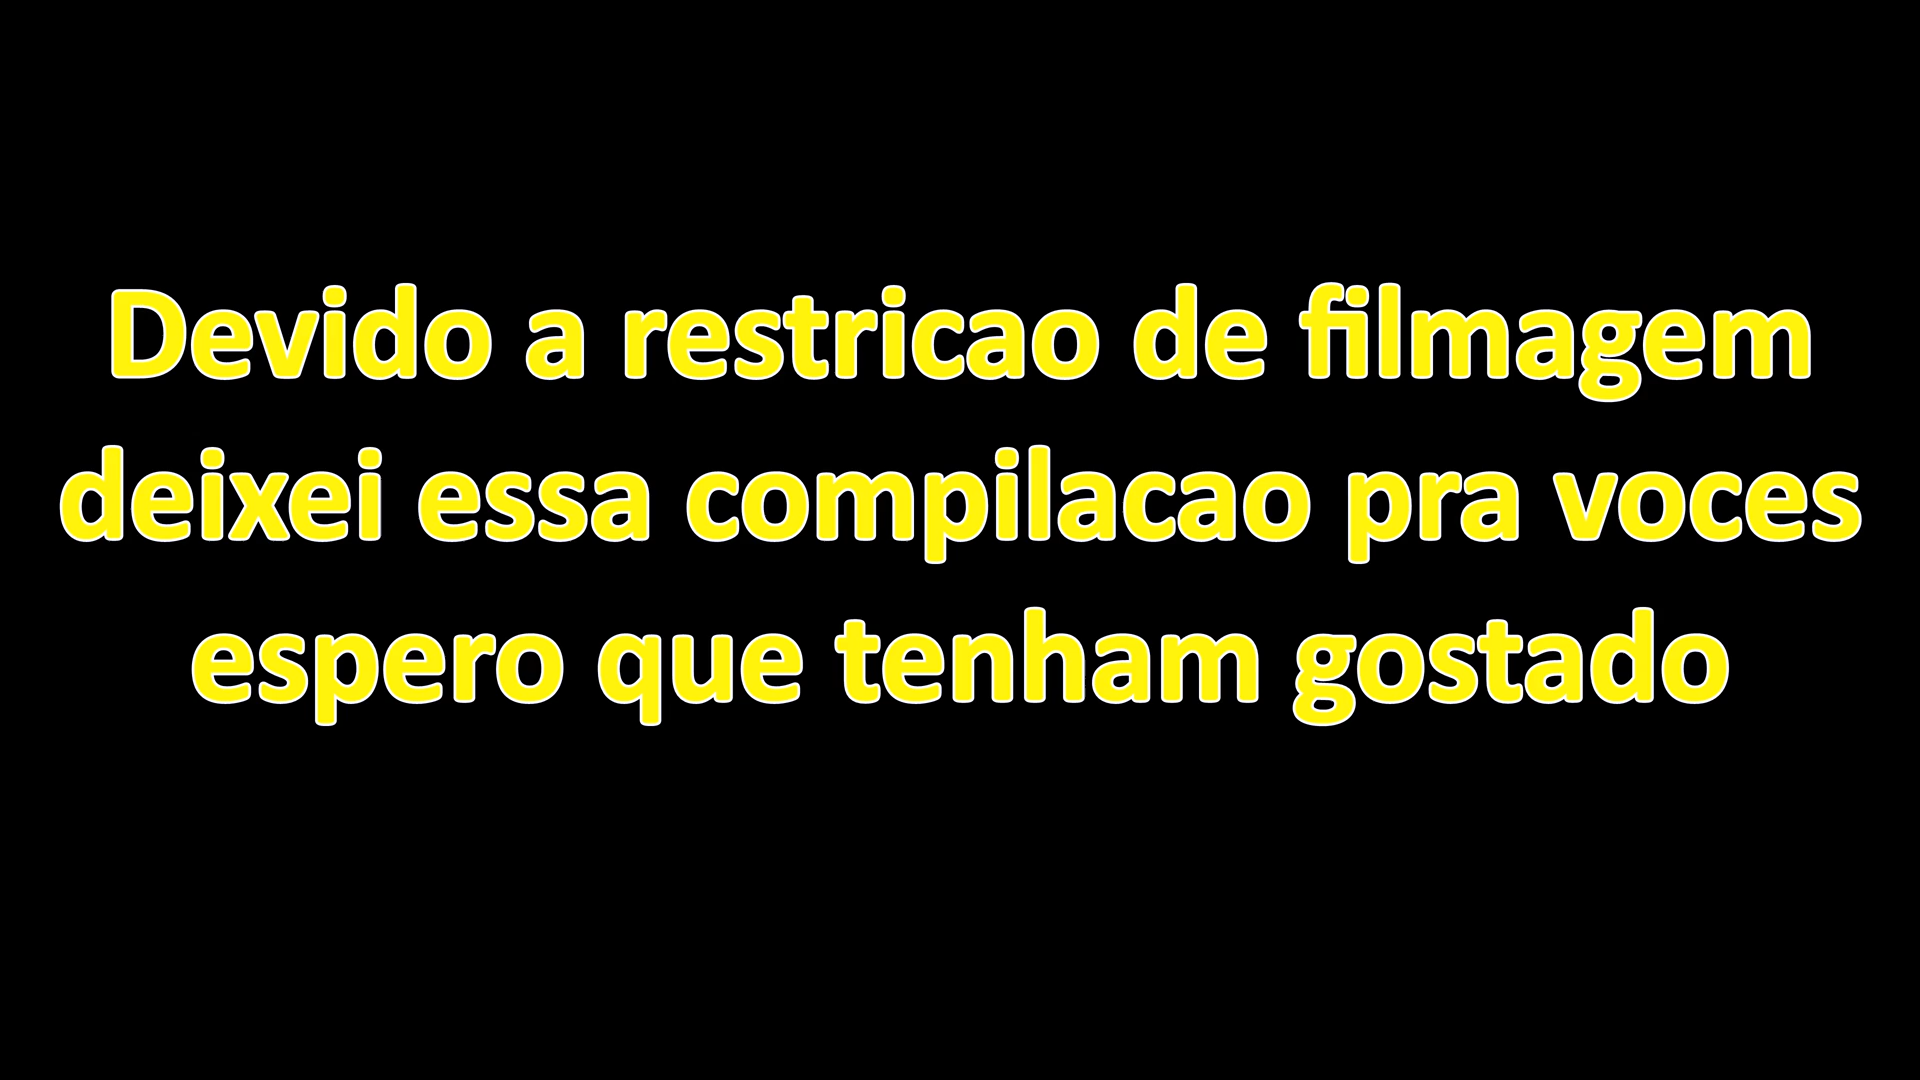 Devido a restricao de filmagem
deixei essa compilacao pra voces
espero que tenham gostado